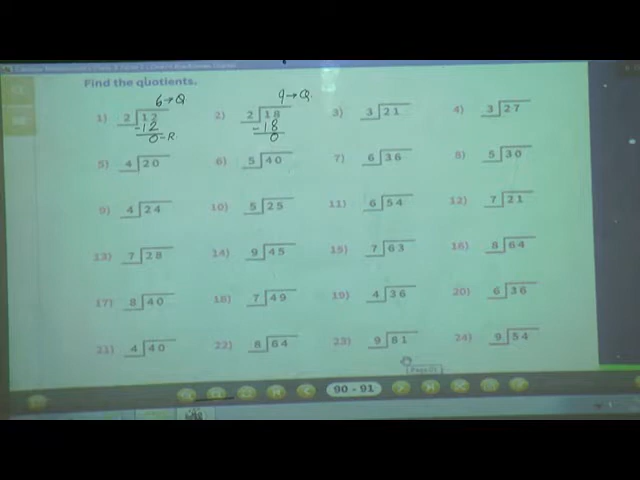 Find the quotients.
6→Q 9→Q.
1) 2 12 2) 2 18 3) 3 21 4) 3 27
-12 -18
0-R. 0
5) 4 20 6) 5 40 7) 6 36 8) 5 30
9) 4 24 10) 5 25 11) 6 54 12) 7 21
13) 7 28 14) 9 45 15) 7 63 16) 8 64
17) 8 40 18) 7 49 19) 4 36 20) 6 36
21) 4 40 22) 8 64 23) 9 81 24) 9 54
90 - 91